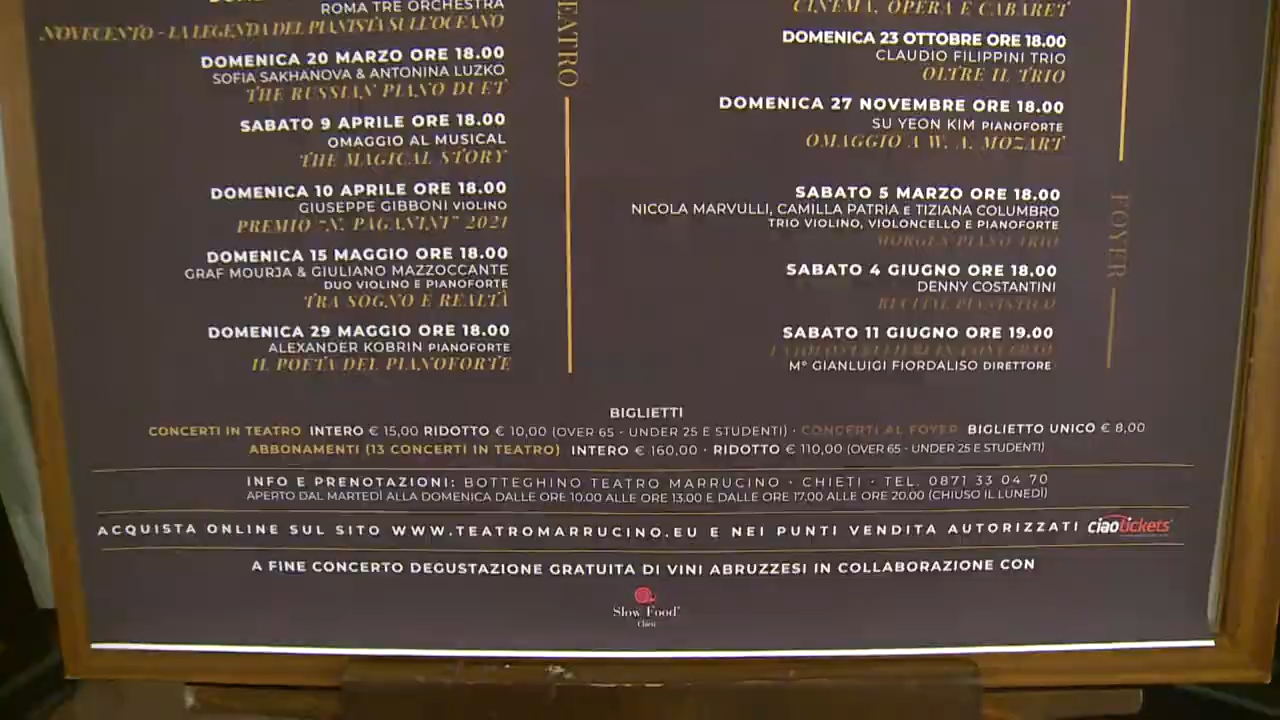 ROMA TRE ORCHESTRA
NOVECENTO - LA LEGENDA DEL PIANISTA SULL'OCEANO
DOMENICA 20 MARZO ORE 18.00
SOFIA SAKHANOVA & ANTONINA LUZKO
THE RUSSIAN PIANO DUET
SABATO 9 APRILE ORE 18.00
OMAGGIO AL MUSICAL
THE MAGICAL STORY
DOMENICA 10 APRILE ORE 18.00
GIUSEPPE GIBBONI VIOLINO
PREMIO "N. PAGANINI" 2021
DOMENICA 15 MAGGIO ORE 18.00
GRAF MOURJA & GIULIANO MAZZOCCANTE
DUO VIOLINO E PIANOFORTE
TRA SOGNO E REALTÀ
DOMENICA 29 MAGGIO ORE 18.00
ALEXANDER KOBRIN PIANOFORTE
IL POETA DEL PIANOFORTE
CINEMA, OPERA E CABARET
DOMENICA 23 OTTOBRE ORE 18.00
CLAUDIO FILIPPINI TRIO
OLTRE IL TRIO
DOMENICA 27 NOVEMBRE ORE 18.00
SU YEON KIM PIANOFORTE
OMAGGIO A W. A. MOZART
FOYER
SABATO 5 MARZO ORE 18.00
NICOLA MARVULLI, CAMILLA PATRIA E TIZIANA COLUMBRO
TRIO VIOLINO, VIOLONCELLO E PIANOFORTE
MORGEN PIANO TRIO
SABATO 4 GIUGNO ORE 18.00
DENNY COSTANTINI
RECITAL PIANISTICO
SABATO 11 GIUGNO ORE 19.00
M° GIANLUIGI FIORDALISO DIRETTORE
BIGLIETTI
CONCERTI IN TEATRO INTERO € 15,00 RIDOTTO € 10,00 (OVER 65 - UNDER 25 E STUDENTI) · CONCERTI AL FOYER BIGLIETTO UNICO € 8,00
ABBONAMENTI (13 CONCERTI IN TEATRO) INTERO € 160,00 · RIDOTTO € 110,00 (OVER 65 - UNDER 25 E STUDENTI)
INFO E PRENOTAZIONI: BOTTEGHINO TEATRO MARRUCINO · CHIETI · TEL. 0871 33 04 70
APERTO DAL MARTEDÌ ALLA DOMENICA DALLE ORE 10.00 ALLE ORE 13.00 E DALLE ORE 17.00 ALLE ORE 20.00 (CHIUSO IL LUNEDÌ)
ACQUISTA ONLINE SUL SITO WWW.TEATROMARRUCINO.EU E NEI PUNTI VENDITA AUTORIZZATI ciaotickets
A FINE CONCERTO DEGUSTAZIONE GRATUITA DI VINI ABRUZZESI IN COLLABORAZIONE CON
Slow Food®
Chieti